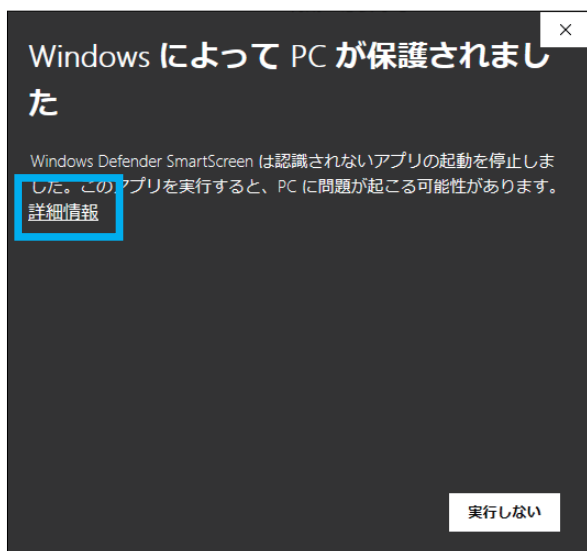 Windows によって PC が保護されまし
た
Windows Defender SmartScreen は認識されないアプリの起動を停止しま
した。このアプリを実行すると、PC に問題が起こる可能性があります。
詳細情報
実行しない